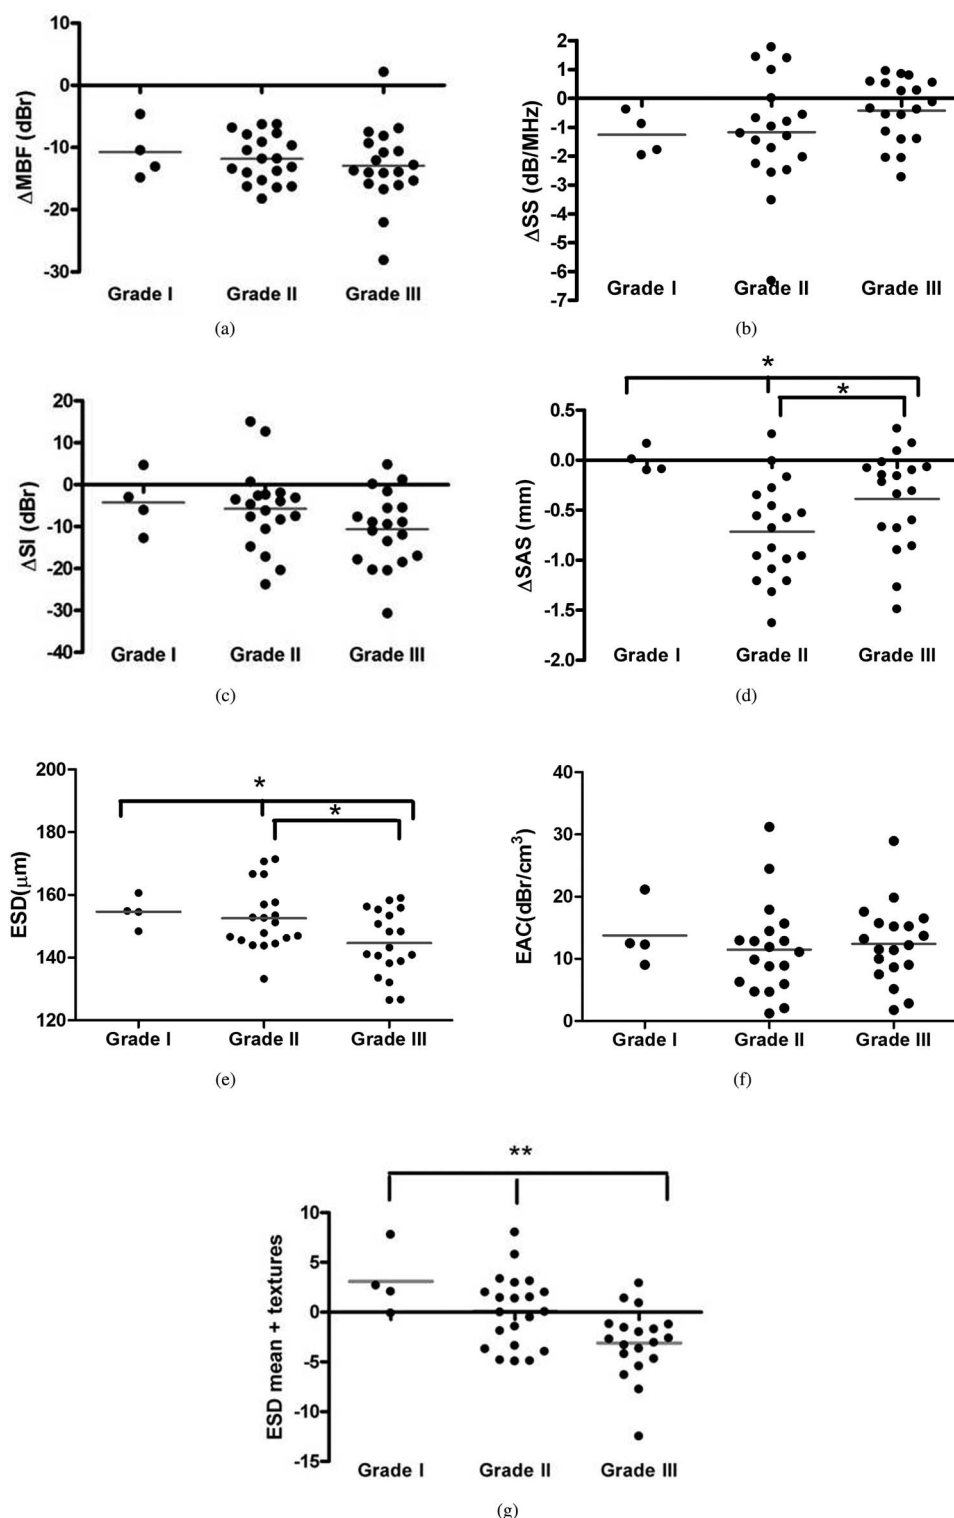 10
0
-10
-20
-30
ΔMBF (dBr)
Grade I Grade II Grade III
(a)
2
1
0
-1
-2
-3
-4
-5
-6
-7
ΔSS (dB/MHz)
Grade I Grade II Grade III
(b)
20
10
0
-10
-20
-30
-40
ΔSI (dBr)
Grade I Grade II Grade III
(c)
*
*
0.5
0.0
-0.5
-1.0
-1.5
-2.0
ΔSAS (mm)
Grade I Grade II Grade III
(d)
*
*
200
180
160
140
120
ESD(μm)
Grade I Grade II Grade III
(e)
40
30
20
10
0
EAC(dBr/cm³)
Grade I Grade II Grade III
(f)
**
10
5
0
-5
-10
-15
ESD mean + textures
Grade I Grade II Grade III
(g)